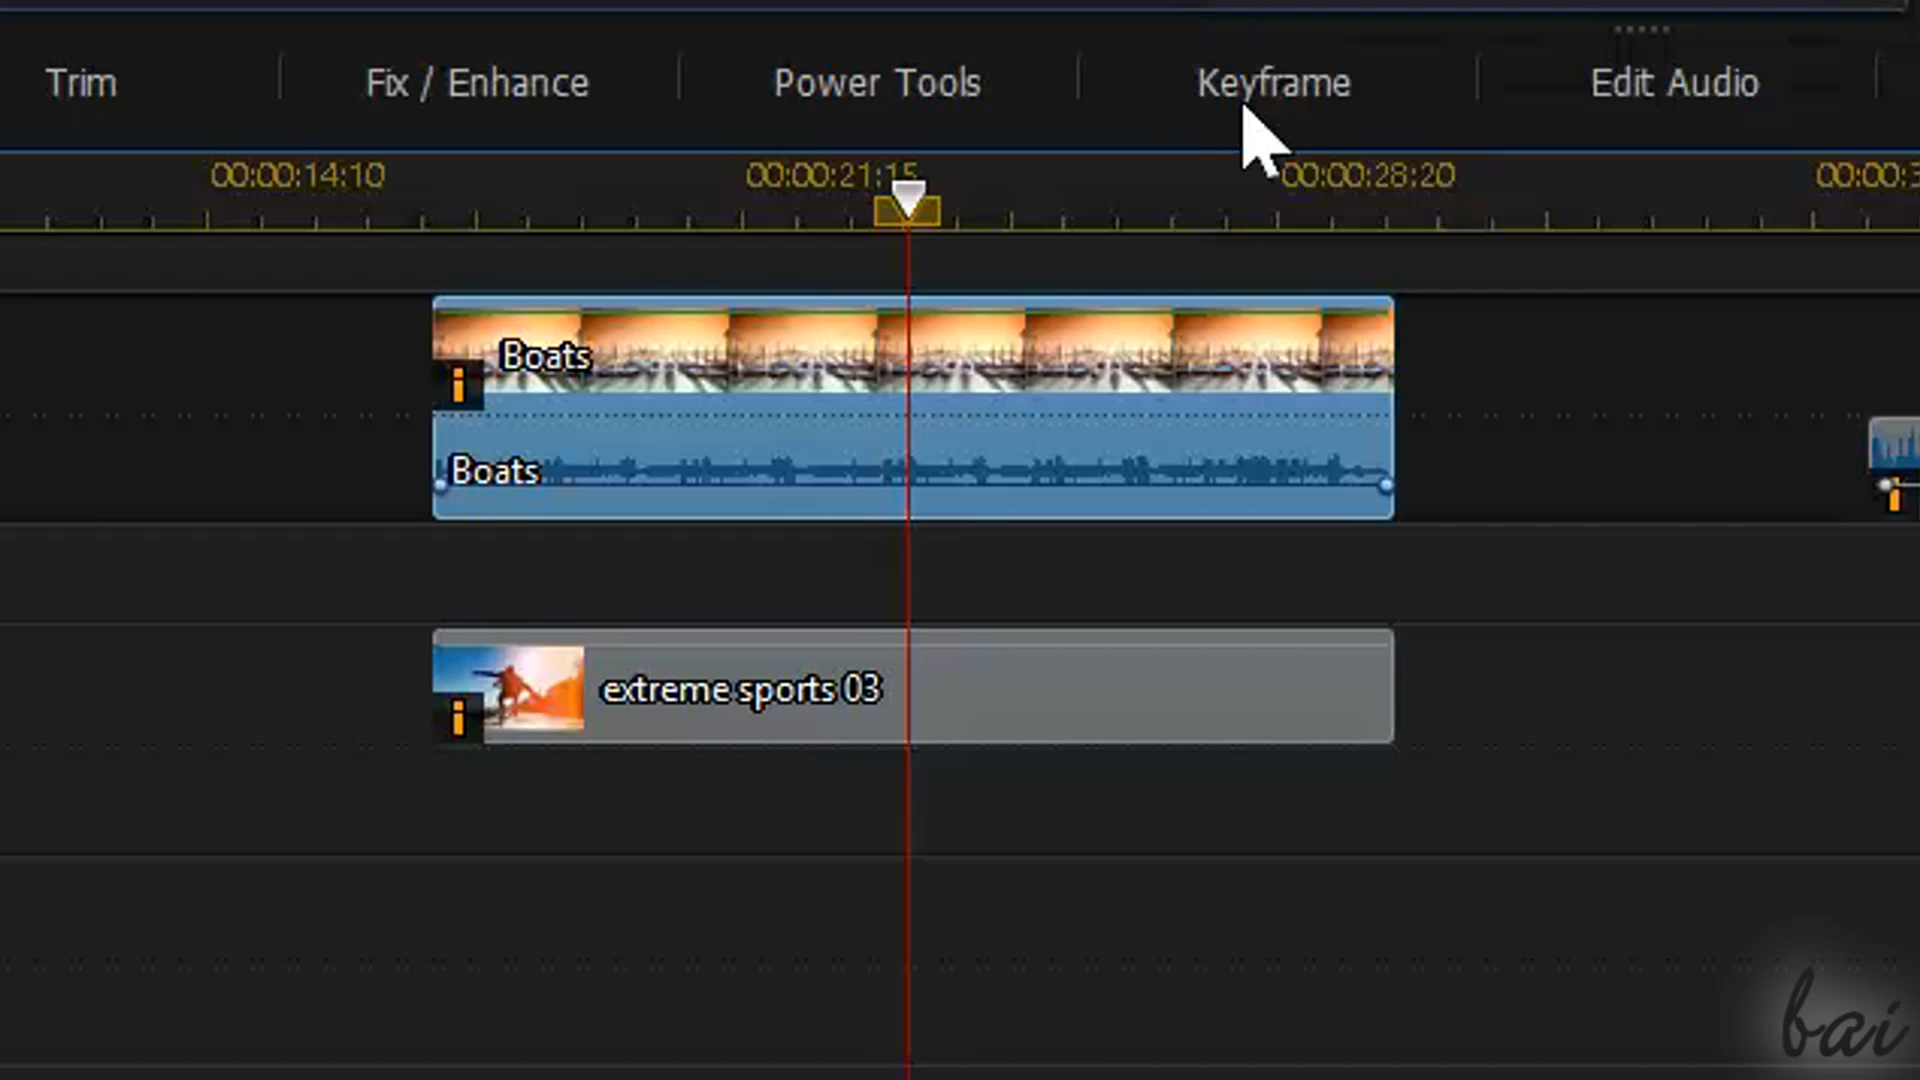 Trim Fix / Enhance Power Tools Keyframe Edit Audio
00:00:14:10 00:00:21:15 00:00:28:20 00:00:3
Boats
i
Boats
i
extreme sports 03
i
bai